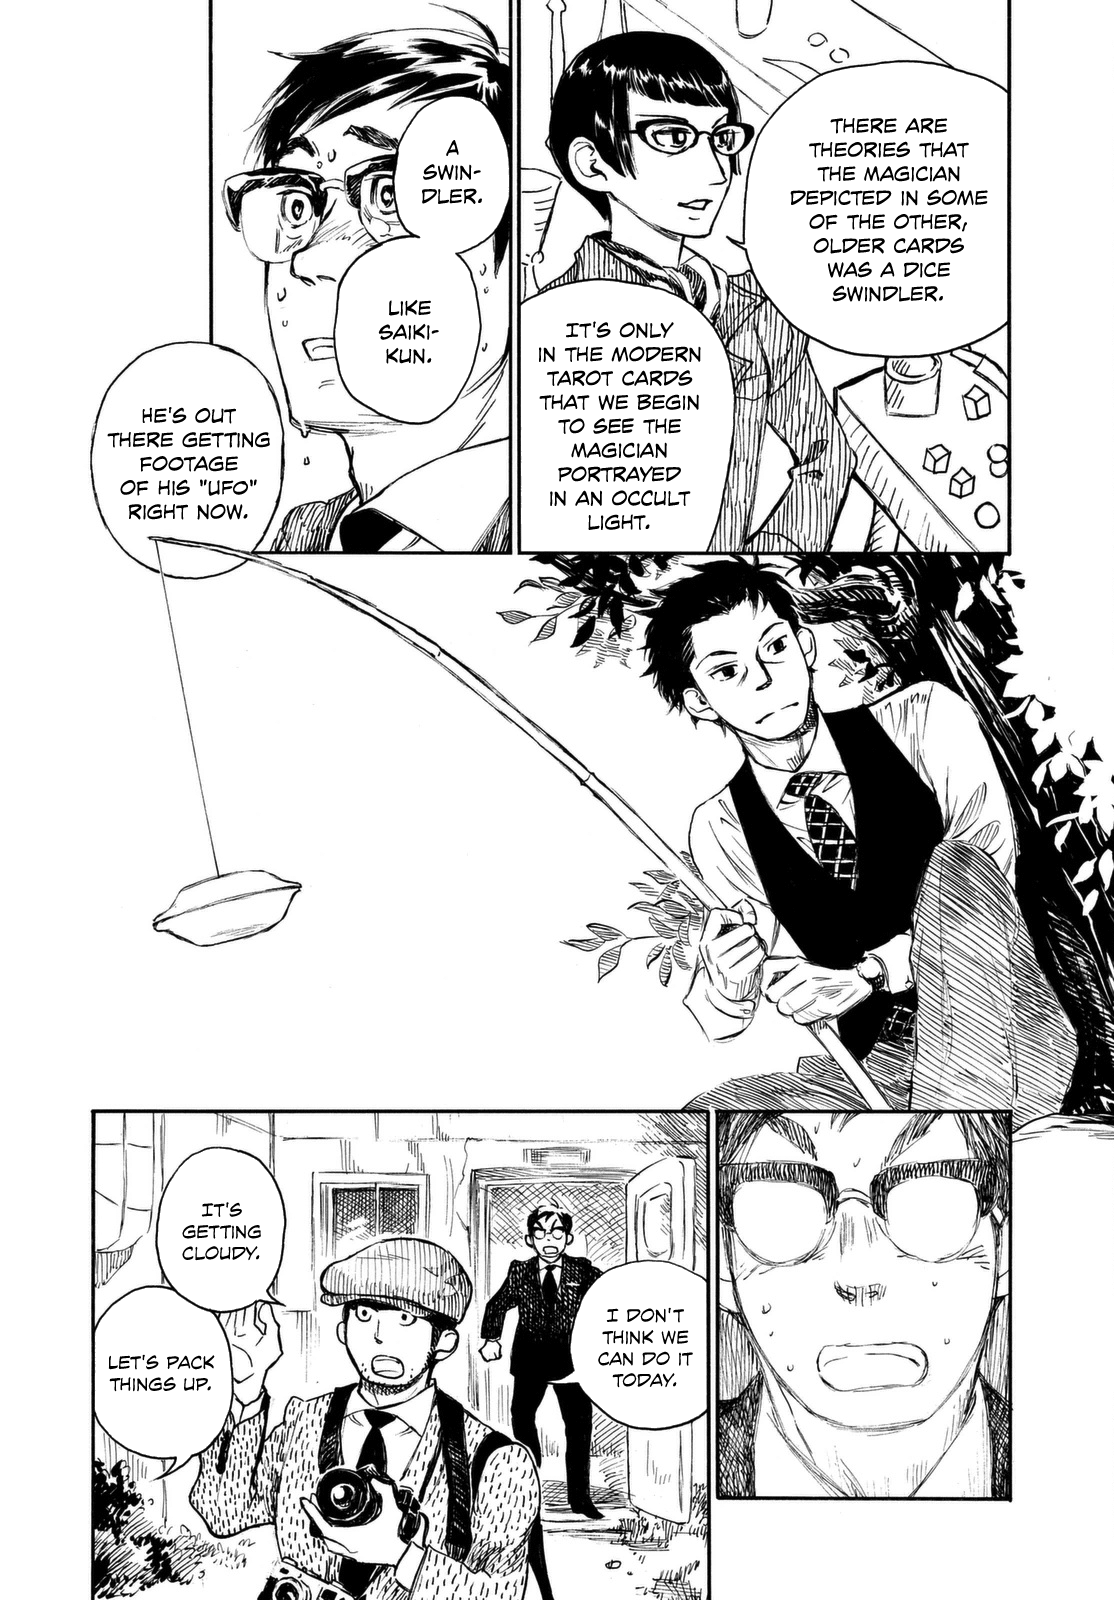 THERE ARE
THEORIES THAT
THE MAGICIAN
DEPICTED IN SOME
OF THE OTHER,
OLDER CARDS
WAS A DICE
SWINDLER.
IT'S ONLY
IN THE MODERN
TAROT CARDS
THAT WE BEGIN
TO SEE THE
MAGICIAN
PORTRAYED
IN AN OCCULT
LIGHT.
A
SWIN-
DLER.
LIKE
SAIKI-
KUN.
HE'S OUT
THERE GETTING
FOOTAGE
OF HIS "UFO"
RIGHT NOW.
I DON'T
THINK WE
CAN DO IT
TODAY.
IT'S
GETTING
CLOUDY.
LET'S PACK
THINGS UP.